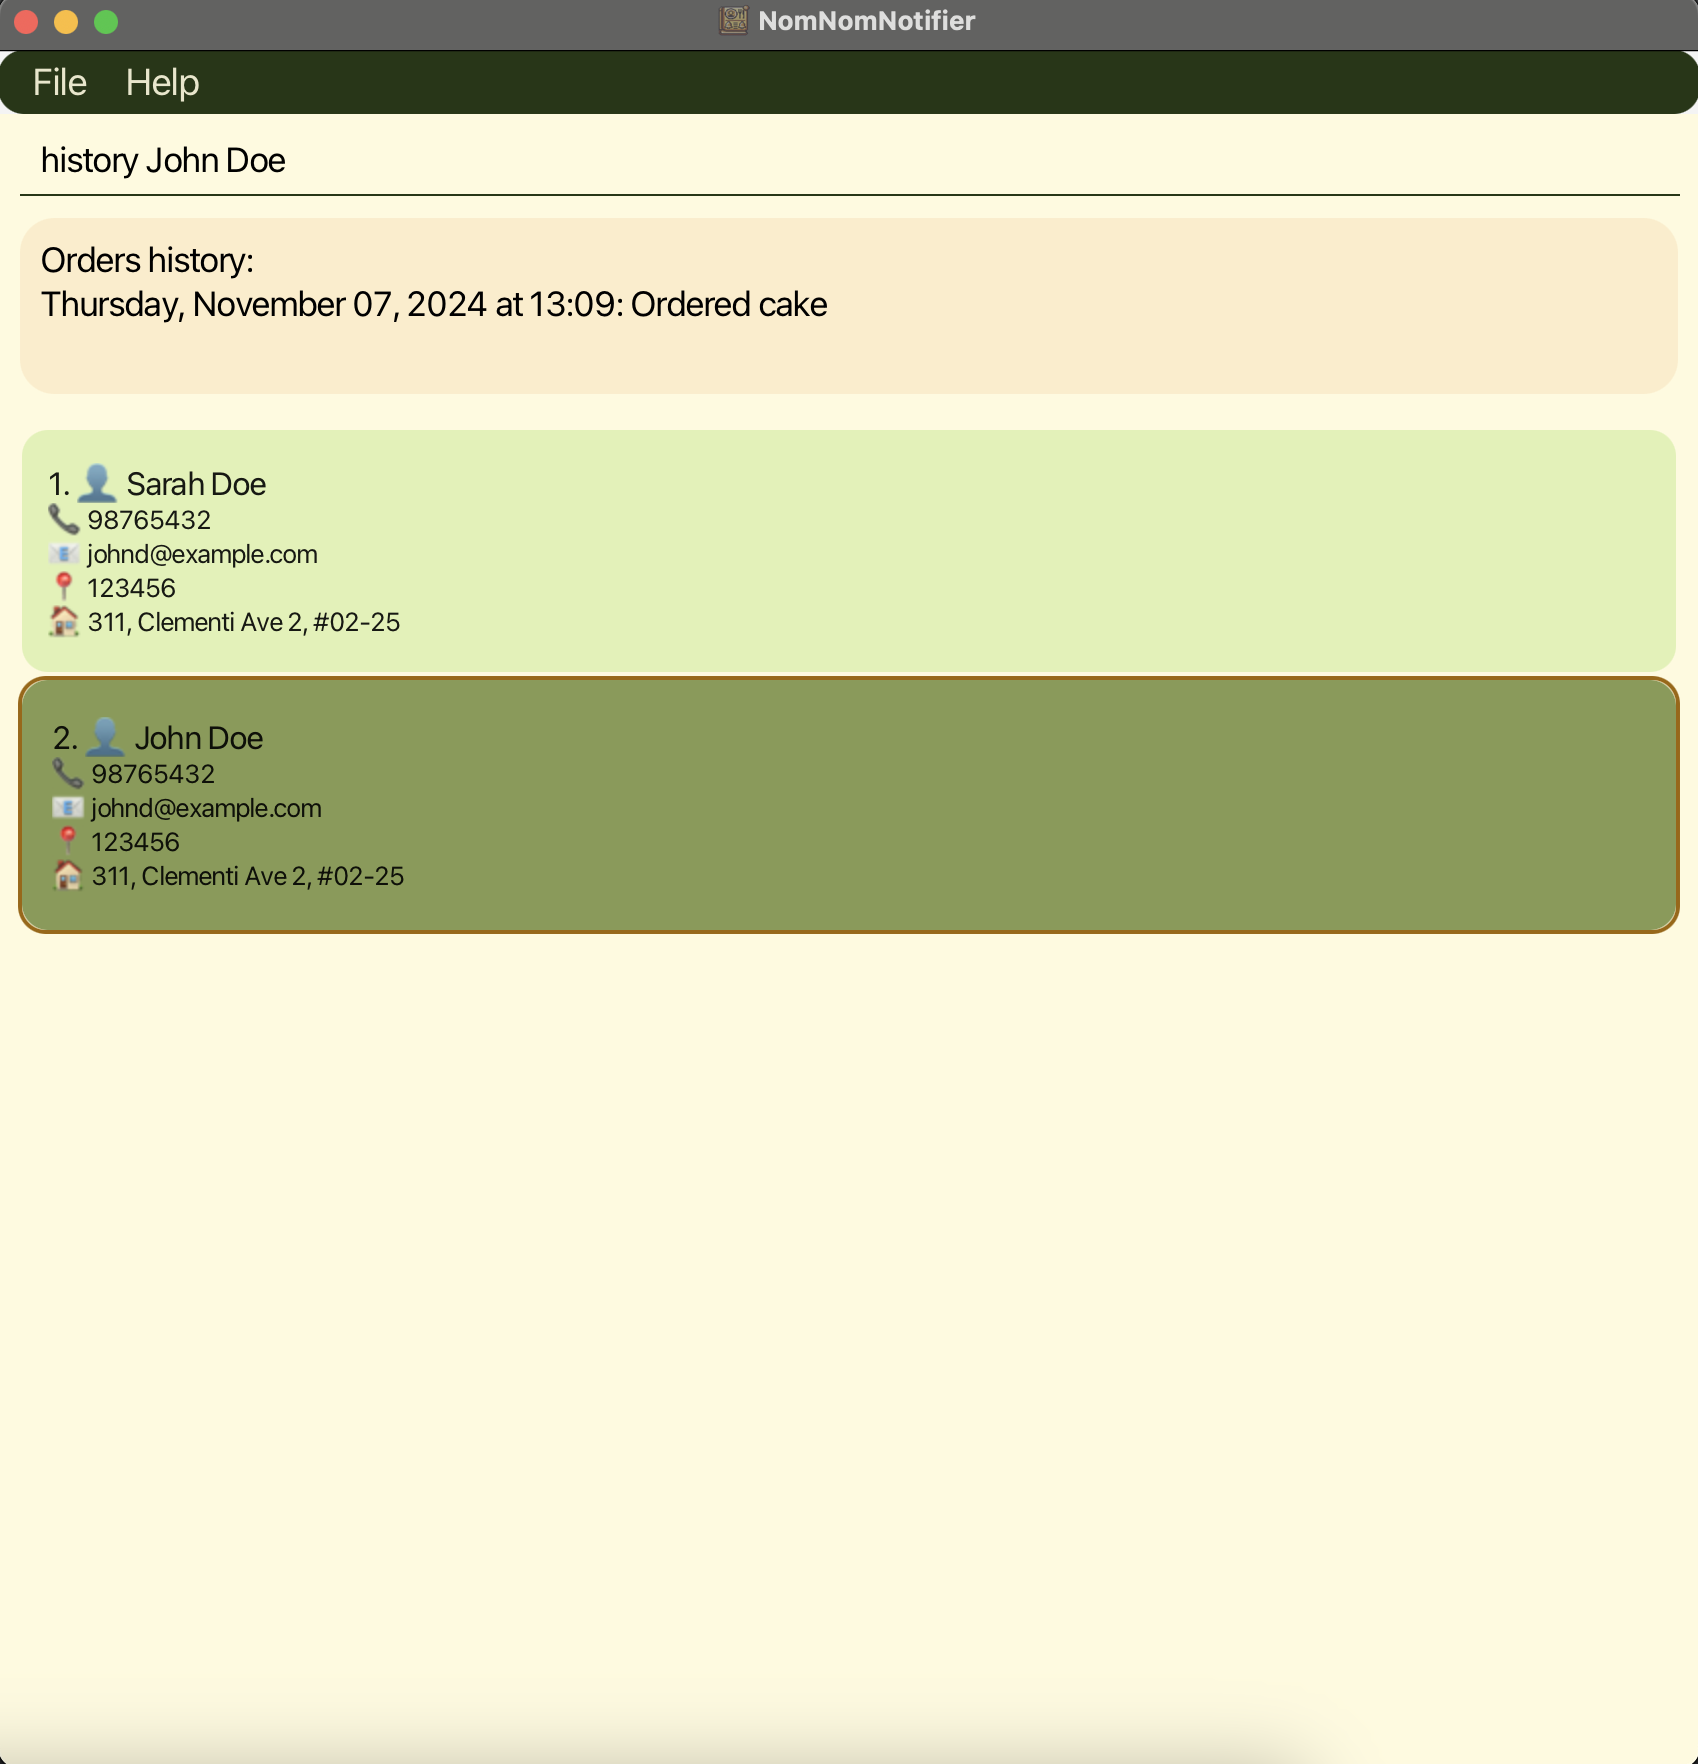 NomNomNotifier
File Help
history John Doe
Orders history:
Thursday, November 07, 2024 at 13:09: Ordered cake
1. Sarah Doe
98765432
johnd@example.com
123456
311, Clementi Ave 2, #02-25
2. John Doe
98765432
johnd@example.com
123456
311, Clementi Ave 2, #02-25